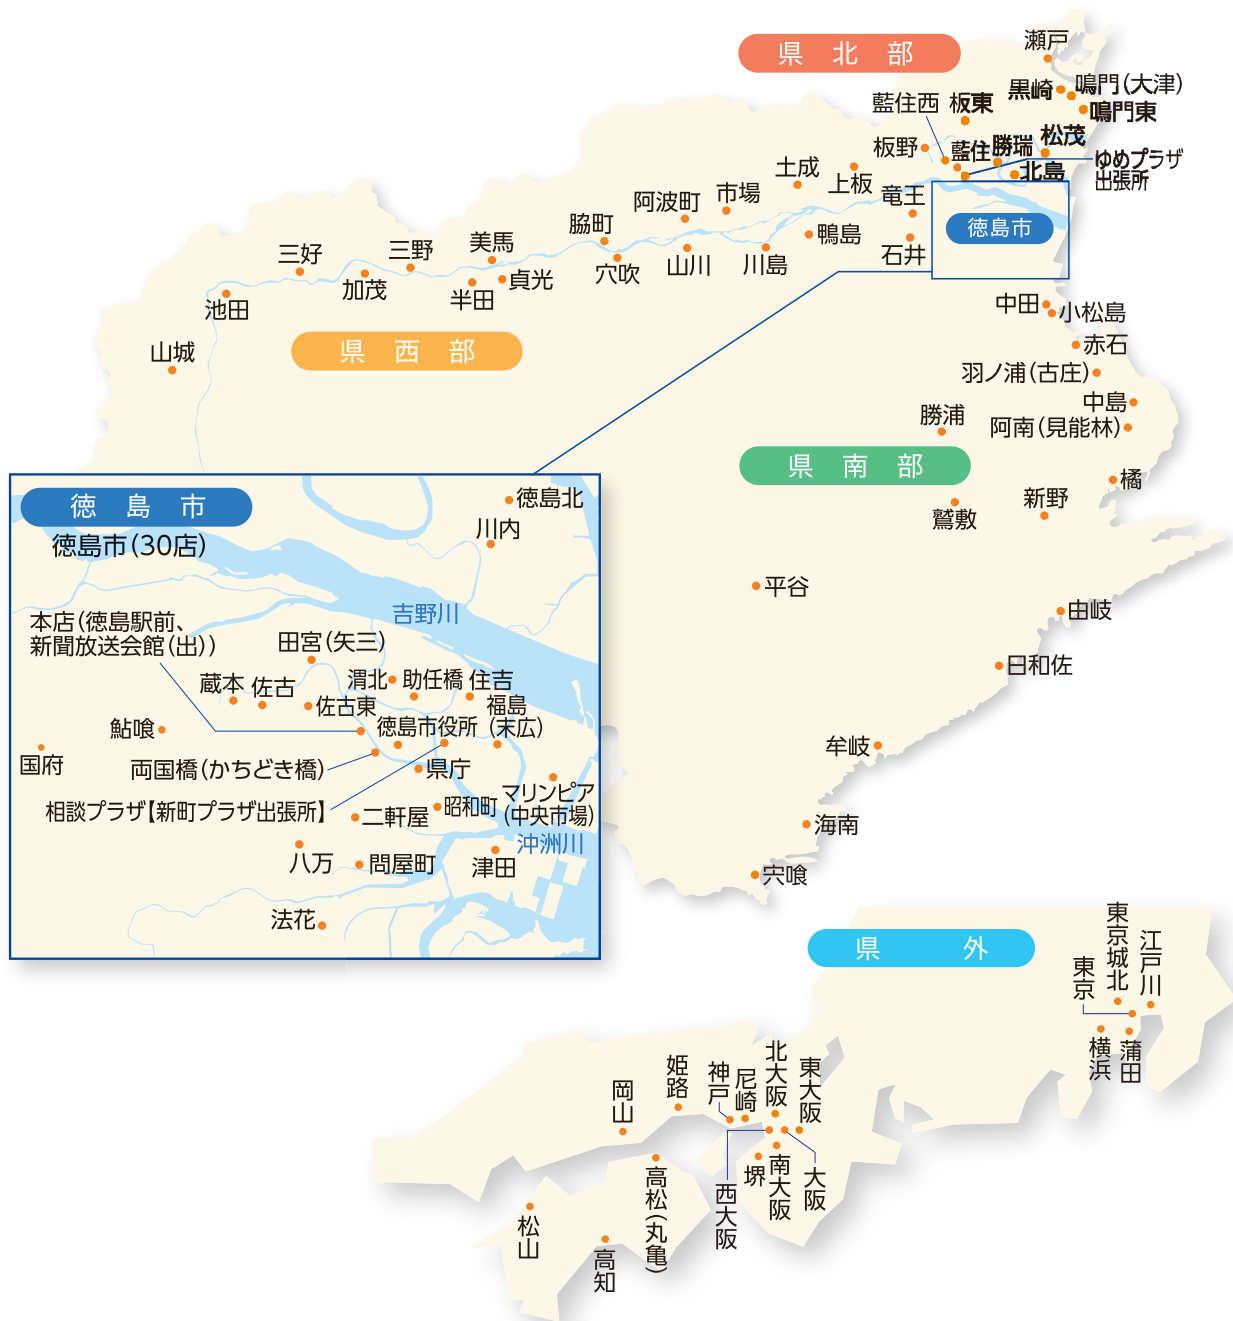 県北部
瀬戸
黒崎
鳴門(大津)
鳴門東
藍住西
板東
板野
藍住
勝瑞
松茂
北島
ゆめプラザ
出張所
土成
上板
竜王
石井
徳島市
市場
阿波町
鴨島
川島
山川
脇町
穴吹
美馬
貞光
半田
三野
加茂
三好
池田
山城
県西部
中田
小松島
赤石
羽ノ浦(古庄)
中島
阿南(見能林)
勝浦
県南部
橘
新野
鷲敷
平谷
由岐
日和佐
牟岐
海南
宍喰
徳島市
徳島市(30店)
徳島北
川内
吉野川
本店(徳島駅前、
新聞放送会館(出))
田宮(矢三)
渭北
助任橋
住吉
蔵本
佐古
佐古東
福島
(末広)
徳島市役所
鮎喰
国府
両国橋(かちどき橋)
県庁
相談プラザ【新町プラザ出張所】
昭和町
マリンピア
(中央市場)
二軒屋
沖洲川
八万
問屋町
津田
法花
県外
東京城北
江戸川
東京
横浜
蒲田
北大阪
東大阪
姫路
神戸
尼崎
岡山
高松(丸亀)
堺
南大阪
大阪
西大阪
松山
高知